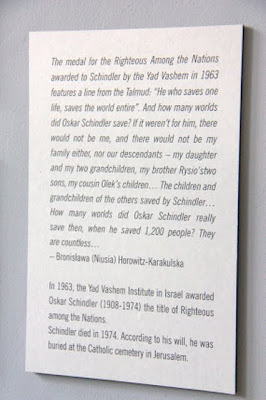 The medal for the Righteous Among the Nations
awarded to Schindler by the Yad Vashem in 1963
features a line from the Talmud: "He who saves one
life, saves the world entire". And how many worlds
did Oskar Schindler save? If it weren't for him, there
would not be me, and there would not be my
family either, nor our descendants – my daughter
and my two grandchildren, my brother Rysio'stwo
sons, my cousin Olek's children... The children and
grandchildren of the others saved by Schindler...
How many worlds did Oskar Schindler really
save then, when he saved 1,200 people? They
are countless...
– Bronisława (Niusia) Horowitz-Karakulska
In 1963, the Yad Vashem Institute in Israel awarded
Oskar Schindler (1908-1974) the title of Righteous
among the Nations.
Schindler died in 1974. According to his will, he was
buried at the Catholic cemetery in Jerusalem.